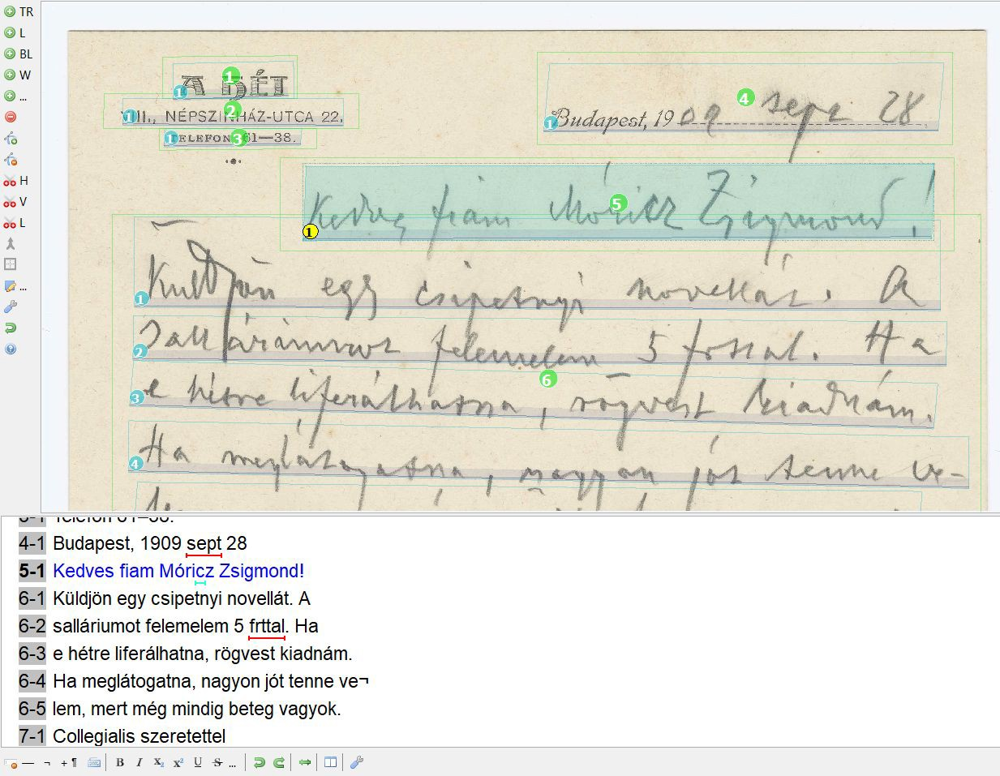 TR
L
BL
W
...
H
V
L
...
A HÉT
VIII., NÉPSZINHÁZ-UTCA 22.
TELEFON 61—38.
Budapest, 1909 sept 28
Kedves fiam Móricz Zsigmond!
Küldjön egy csipetnyi novellát. A
salláriumot felemelem 5 frttal. Ha
e hétre liferálhatna, rögvest kiadnám.
Ha meglátogatna, nagyon jót tenne ve-
3-1 Telefon 61–38.
4-1 Budapest, 1909 sept 28
5-1 Kedves fiam Móricz Zsigmond!
6-1 Küldjön egy csipetnyi novellát. A
6-2 salláriumot felemelem 5 frttal. Ha
6-3 e hétre liferálhatna, rögvest kiadnám.
6-4 Ha meglátogatna, nagyon jót tenne ve¬
6-5 lem, mert még mindig beteg vagyok.
7-1 Collegialis szeretettel
— ¬ +¶ B I X₂ X² U S ...